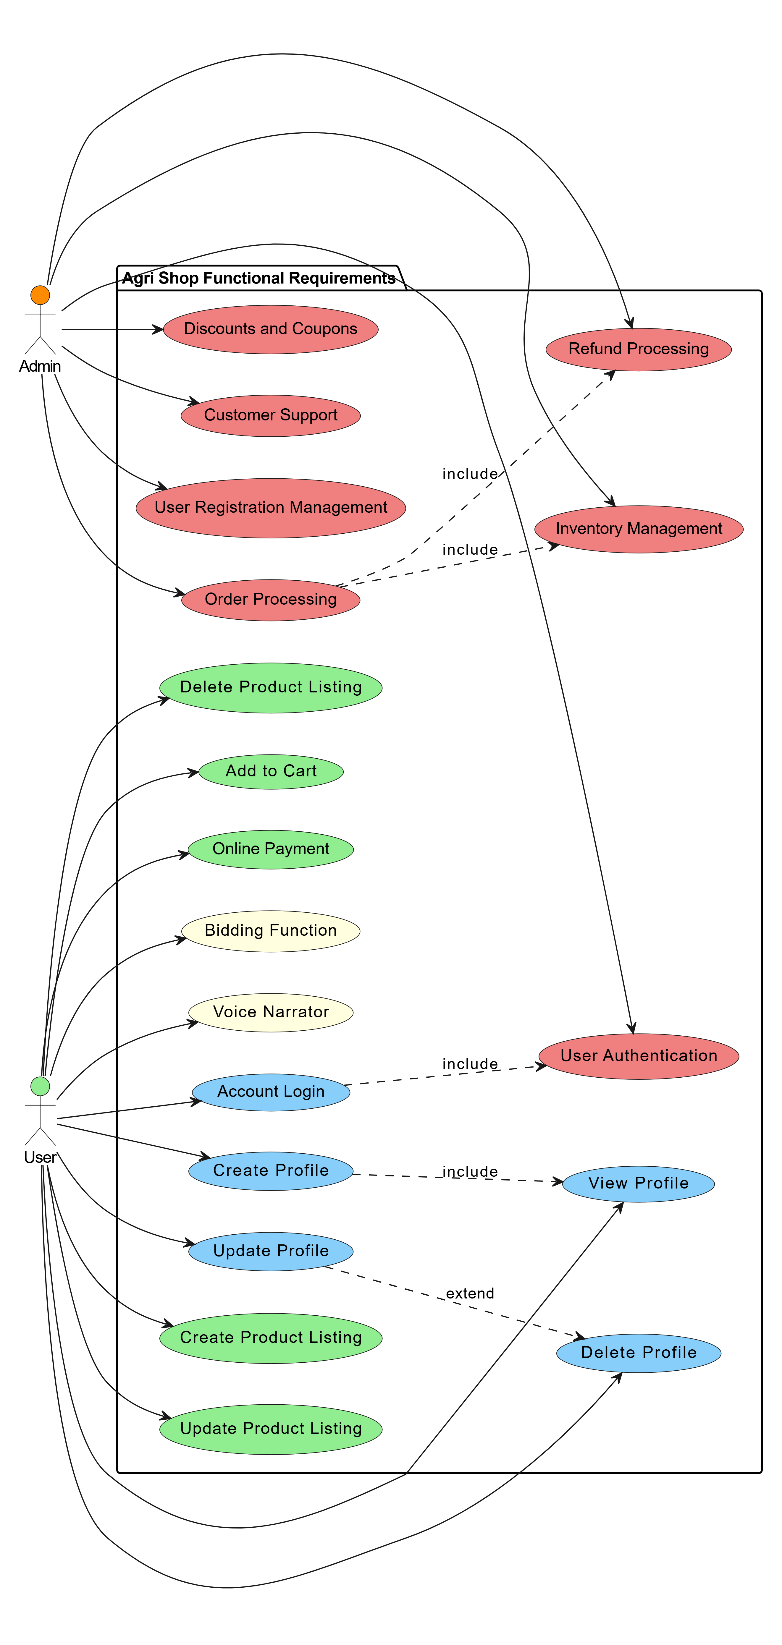 Agri Shop Functional Requirements
Discounts and Coupons
Refund Processing
Admin
Customer Support
include
User Registration Management
Inventory Management
include
Order Processing
Delete Product Listing
Add to Cart
Online Payment
Bidding Function
Voice Narrator
User Authentication
include
Account Login
User
Create Profile
include
View Profile
Update Profile
extend
Create Product Listing
Delete Profile
Update Product Listing